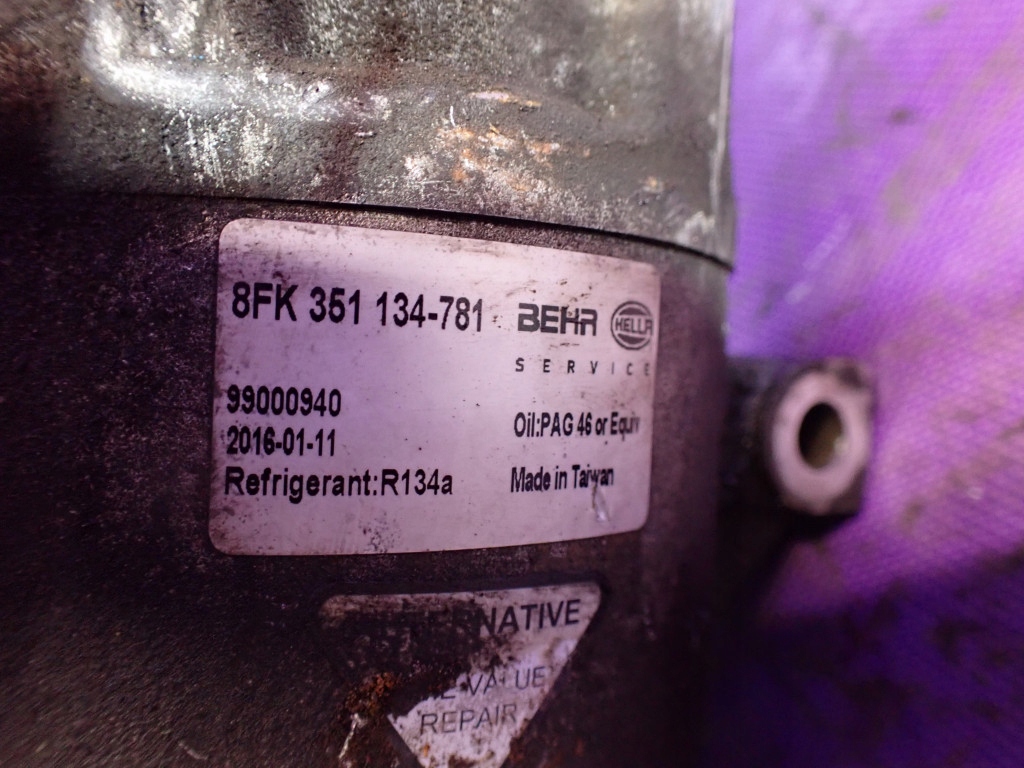 8FK 351 134-781
BEHR HELLA
SERVICE
99000940
2016-01-11
Refrigerant:R134a
Oil:PAG 46 or Equiv
Made in Taiwan
VALUE
REPAIR